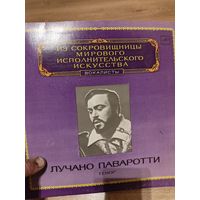 ИЗ СОКРОВИЩНИЦЫ
МИРОВОГО
ИСПОЛНИТЕЛЬСКОГО
ИСКУССТВА
ВОКАЛИСТЫ
ЛУЧАНО ПАВАРОТТИ
ТЕНОР